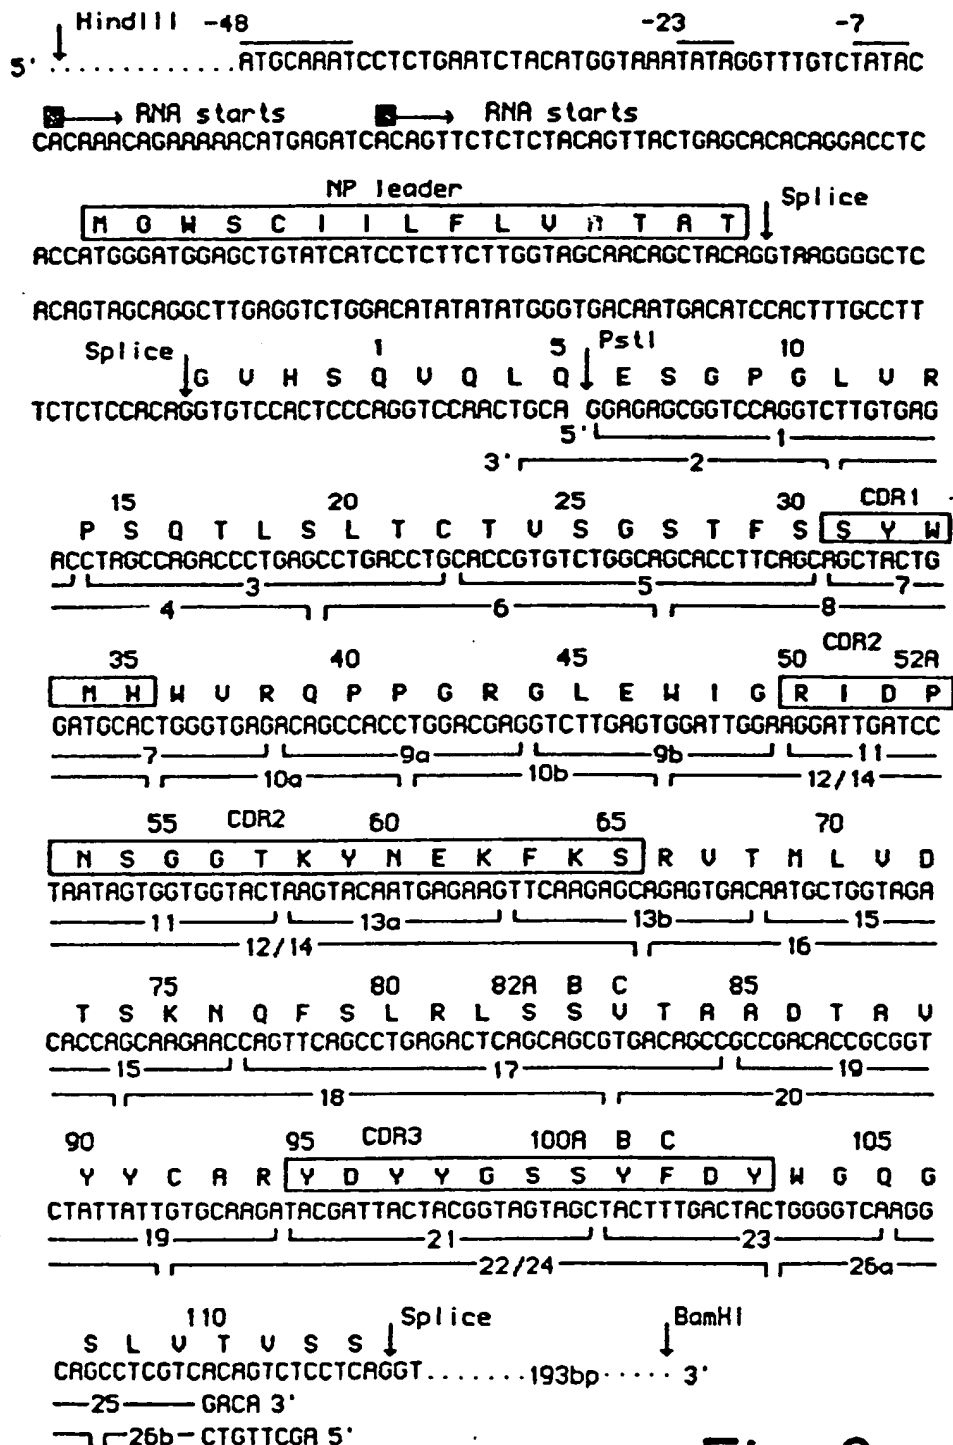 HindIII -48 -23 -7
5' . . . . . . . . . . . . ATGCAAATCCTCTGAATCTACATGGTAAATATAGGTTTGTCTATAC
RNA starts RNA starts
CACAAACAGAAAAACATGAGATCACAGTTCTCTCTACAGTTACTGAGCACACAGGACCTC
NP leader Splice
M G W S C I I L F L V A T A T
ACCATGGGATGGAGCTGTATCATCCTCTTCTTGGTAGCAACAGCTACAGGTAAGGGGCTC
ACAGTAGCAGGCTTGAGGTCTGGACATATATATGGGTGACAATGACATCCACTTTGCCTT
Splice 1 5 PstI 10
G V H S Q V Q L Q E S G P G L V R
TCTCTCCACAGGTGTCCACTCCCAGGTCCAACTGCA GGAGAGCGGTCCAGGTCTTGTGAG
5' 1
3' 2
15 20 25 30 CDR1
P S Q T L S L T C T V S G S T F S S Y W
ACCTAGCCAGACCCTGAGCCTGACCTGCACCGTGTCTGGCAGCACCTTCAGCAGCTACTG
3 5 7
4 6 8
35 40 45 50 CDR2 52A
M H W V R Q P P G R G L E W I G R I D P
GATGCACTGGGTGAGACAGCCACCTGGACGAGGTCTTGAGTGGATTGGAAGGATTGATCC
7 9a 9b 11
10a 10b 12/14
55 CDR2 60 65 70
N S G G T K Y N E K F K S R V T M L V D
TAATAGTGGTGGTACTAAGTACAATGAGAAGTTCAAGAGCAGAGTGACAATGCTGGTAGA
11 13a 13b 15
12/14 16
75 80 82A B C 85
T S K N Q F S L R L S S V T A A D T A V
CACCAGCAAGAACCAGTTCAGCCTGAGACTCAGCAGCGTGACAGCCGCCGACACCGCGGT
15 17 19
18 20
90 95 CDR3 100A B C 105
Y Y C A R Y D Y Y G S S Y F D Y W G Q G
CTATTATTGTGCAAGATACGATTACTACGGTAGTAGCTACTTTGACTACTGGGGTCAAGG
19 21 23
22/24 26a
110 Splice BamHI
S L V T V S S
CAGCCTCGTCACAGTCTCCTCAGGT . . . . . . . 193bp . . . . . 3'
25 GACA 3'
26b CTGTTCGA 5'